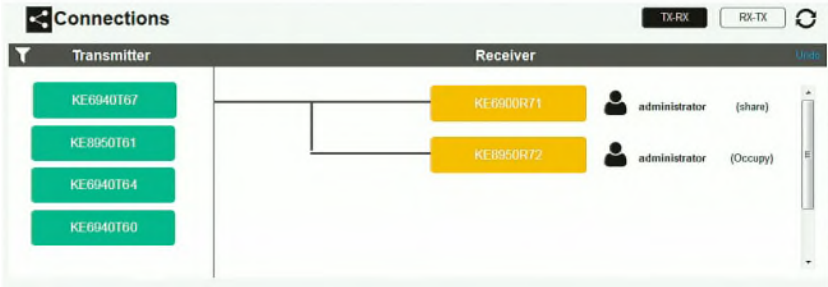 Connections
TX-RX
RX-TX
Transmitter
Receiver
Undo
KE6940T67
KE6900R71
administrator
(share)
KE8950T61
KE8950R72
administrator
(Occupy)
KE6940T64
KE6940T60